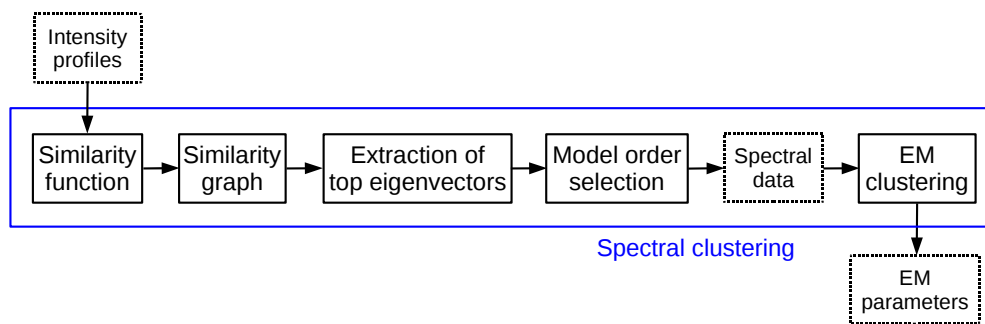 Intensity
profiles
Similarity
function
Similarity
graph
Extraction of
top eigenvectors
Model order
selection
Spectral
data
EM
clustering
Spectral clustering
EM
parameters